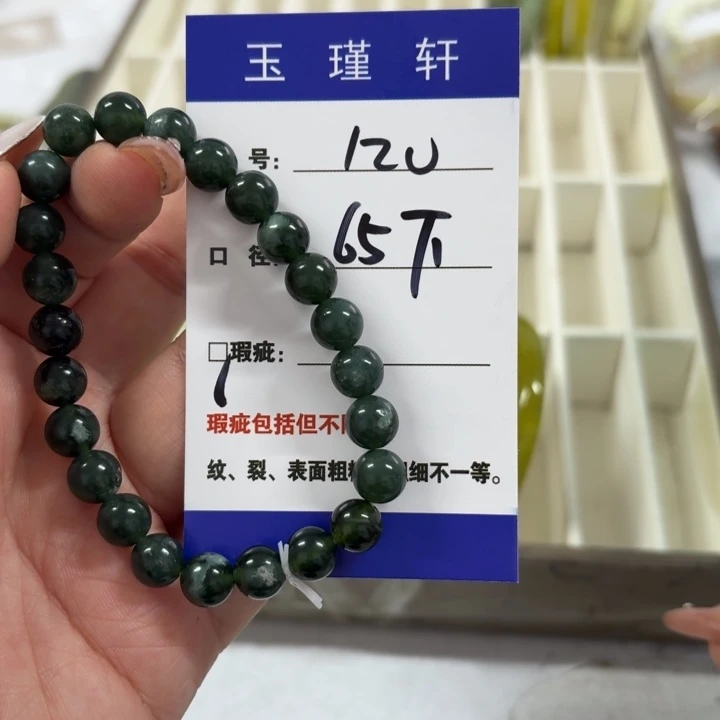 玉瑾轩
号： 120
口 径： 65下
□瑕疵：
瑕疵包括但不
纹、裂、表面粗 细不一等。